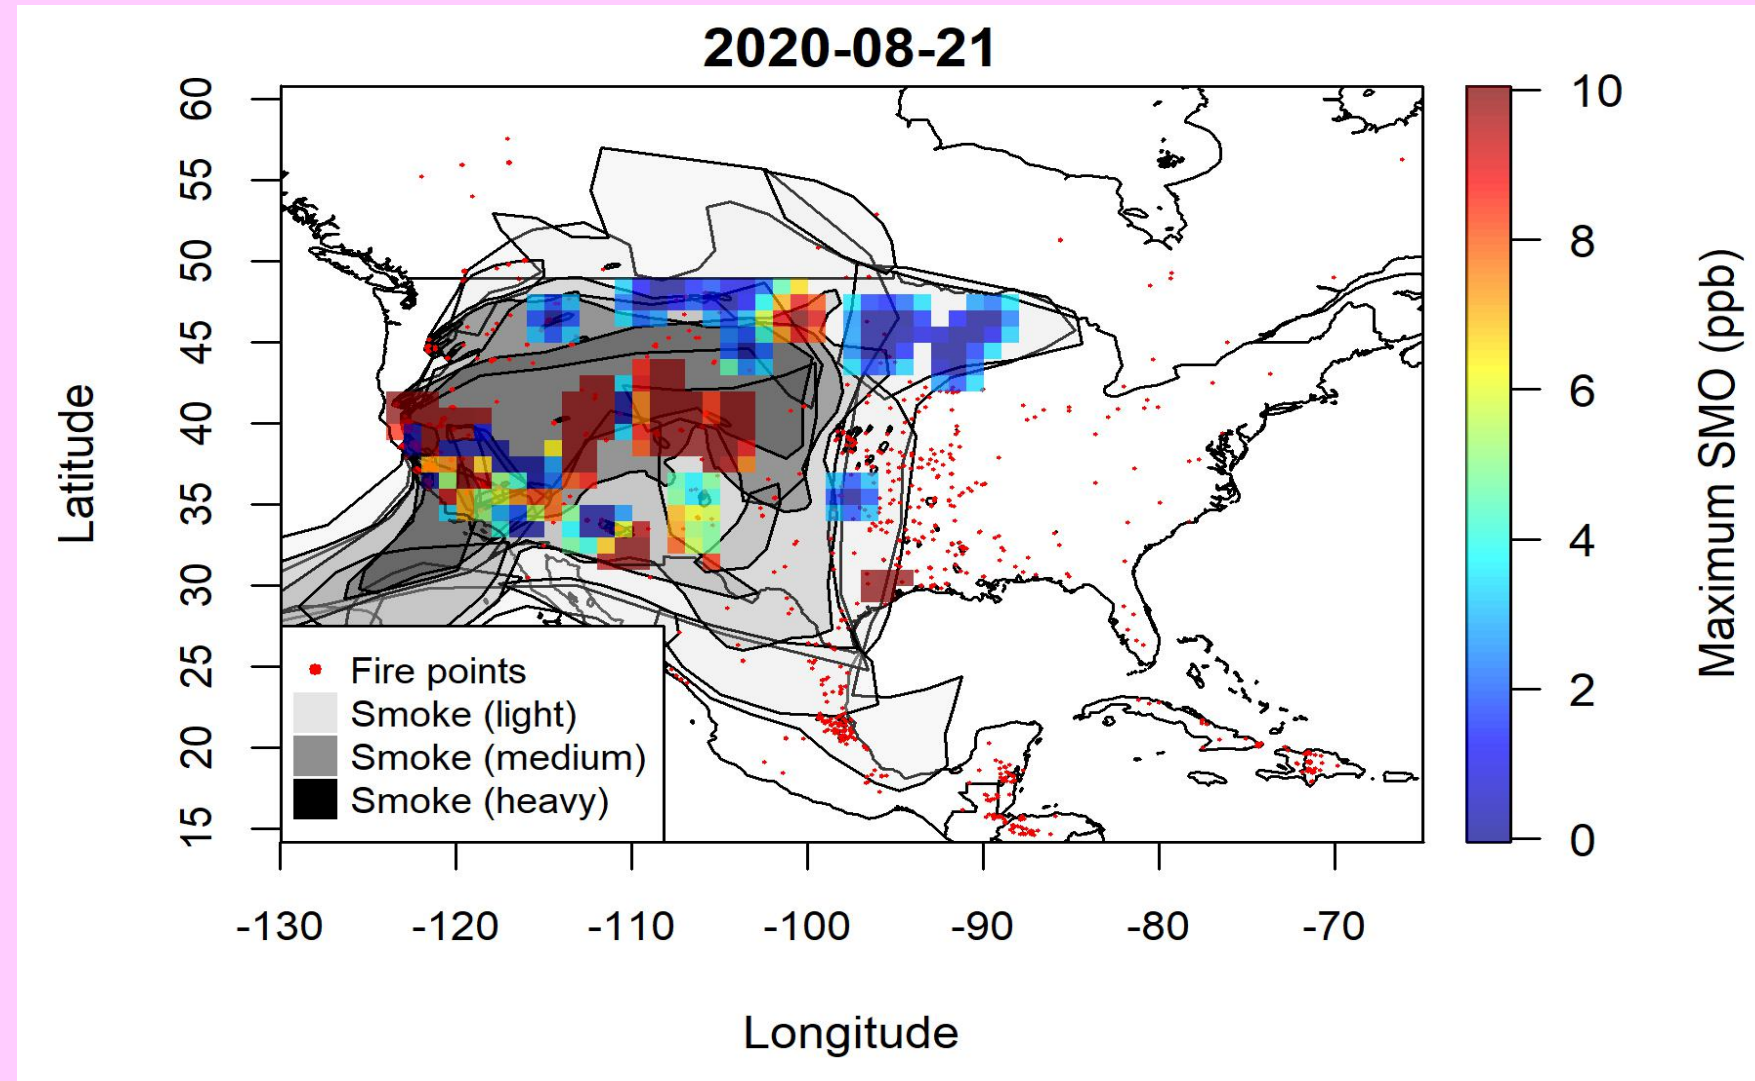 2020-08-21
60
55
50
45
40
35
30
25
20
15
Latitude
Fire points
Smoke (light)
Smoke (medium)
Smoke (heavy)
-130 -120 -110 -100 -90 -80 -70
Longitude
10
8
6
4
2
0
Maximum SMO (ppb)